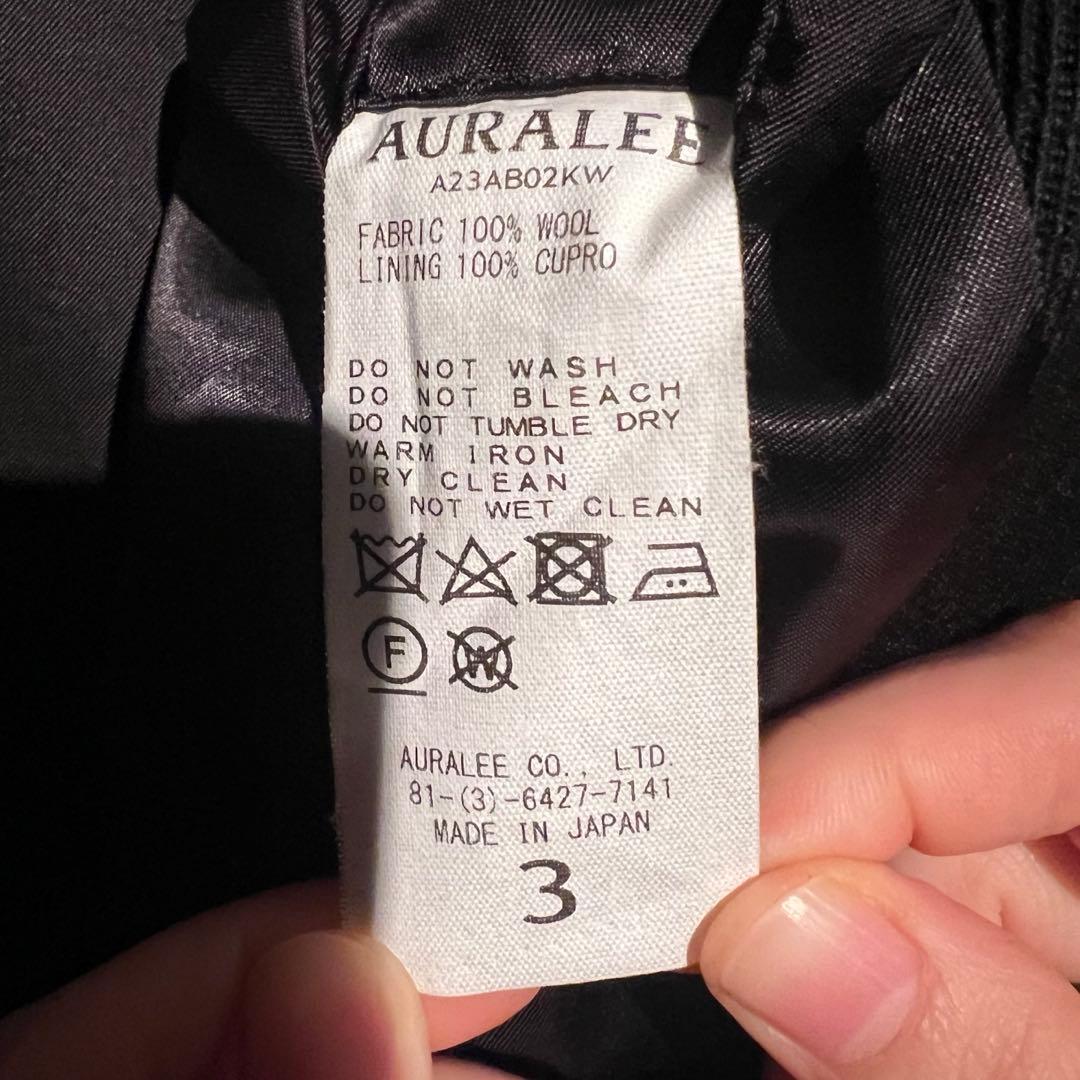 AURALEE
A23AB02KW
FABRIC 100% WOOL
LINING 100% CUPRO
DO NOT WASH
DO NOT BLEACH
DO NOT TUMBLE DRY
WARM IRON
DRY CLEAN
DO NOT WET CLEAN
F W
AURALEE CO., LTD.
81-(3)-6427-7141
MADE IN JAPAN
3